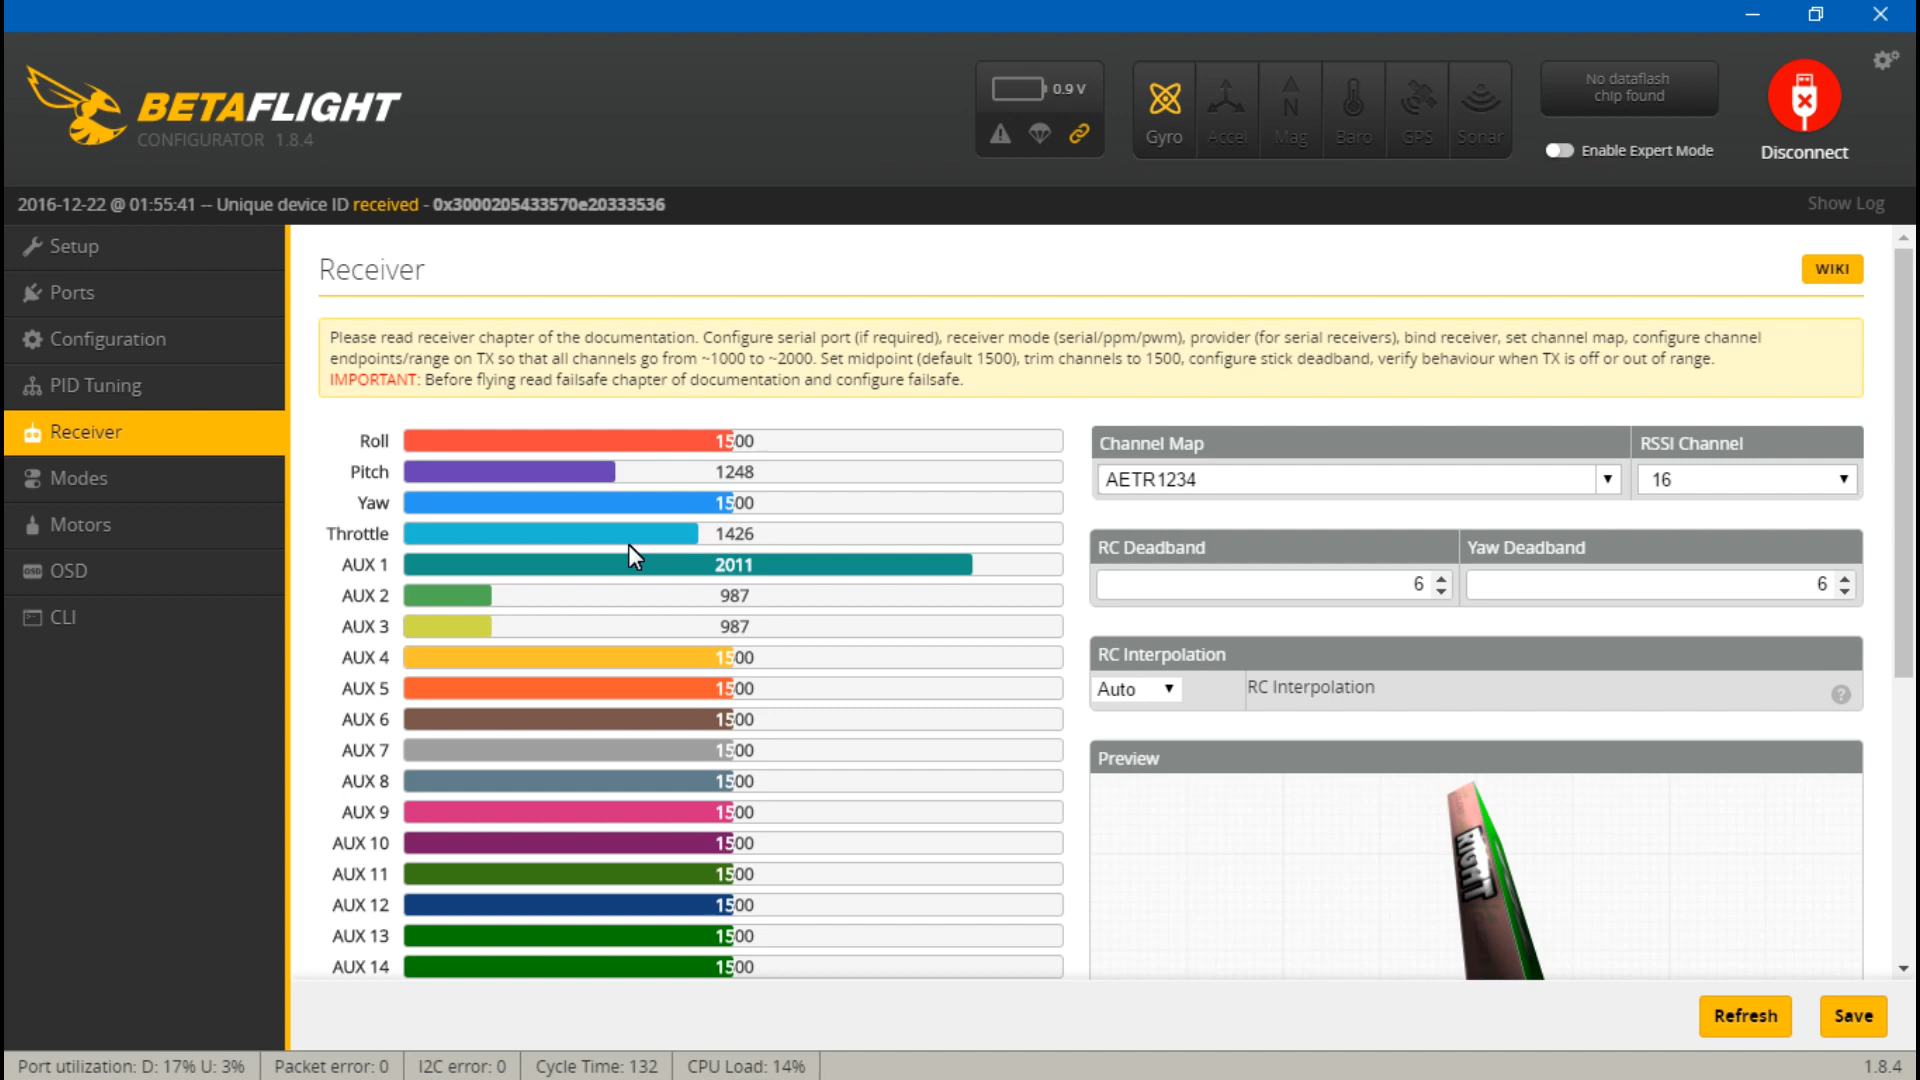 BETAFLIGHT
CONFIGURATOR 1.8.4
0.9 V
Gyro
Accel
Mag
Baro
GPS
Sonar
No dataflash
chip found
Enable Expert Mode
Disconnect
2016-12-22 @ 01:55:41 -- Unique device ID received - 0x3000205433570e20333536
Show Log
Setup
Ports
Configuration
PID Tuning
Receiver
Modes
Motors
OSD
CLI
Receiver
WIKI
Please read receiver chapter of the documentation. Configure serial port (if required), receiver mode (serial/ppm/pwm), provider (for serial receivers), bind receiver, set channel map, configure channel
endpoints/range on TX so that all channels go from ~1000 to ~2000. Set midpoint (default 1500), trim channels to 1500, configure stick deadband, verify behaviour when TX is off or out of range.
IMPORTANT: Before flying read failsafe chapter of documentation and configure failsafe.
Roll 1500
Pitch 1248
Yaw 1500
Throttle 1426
AUX 1 2011
AUX 2 987
AUX 3 987
AUX 4 1500
AUX 5 1500
AUX 6 1500
AUX 7 1500
AUX 8 1500
AUX 9 1500
AUX 10 1500
AUX 11 1500
AUX 12 1500
AUX 13 1500
AUX 14 1500
Channel Map
RSSI Channel
AETR1234
16
RC Deadband
Yaw Deadband
6
6
RC Interpolation
Auto
RC Interpolation
?
Preview
RIGHT
Refresh
Save
Port utilization: D: 17% U: 3%
Packet error: 0
I2C error: 0
Cycle Time: 132
CPU Load: 14%
1.8.4